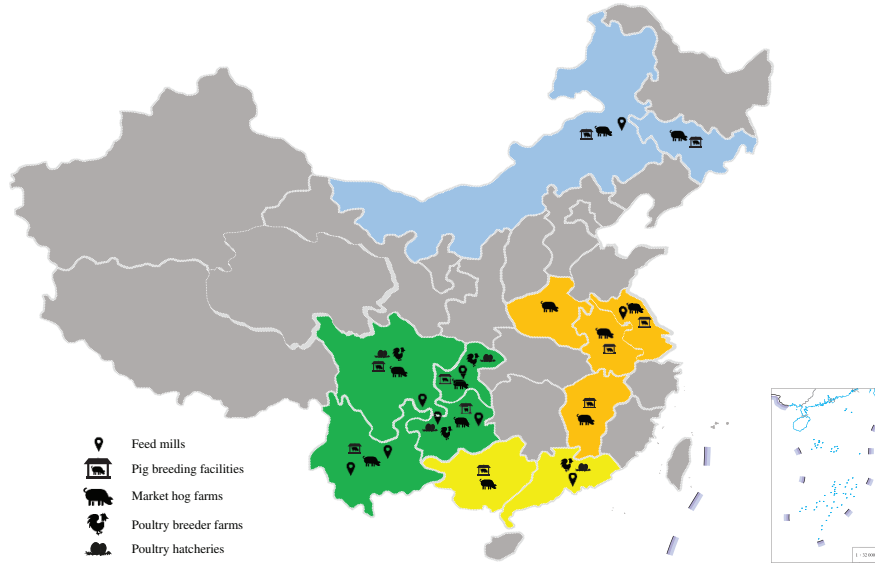 Feed mills
Pig breeding facilities
Market hog farms
Poultry breeder farms
Poultry hatcheries